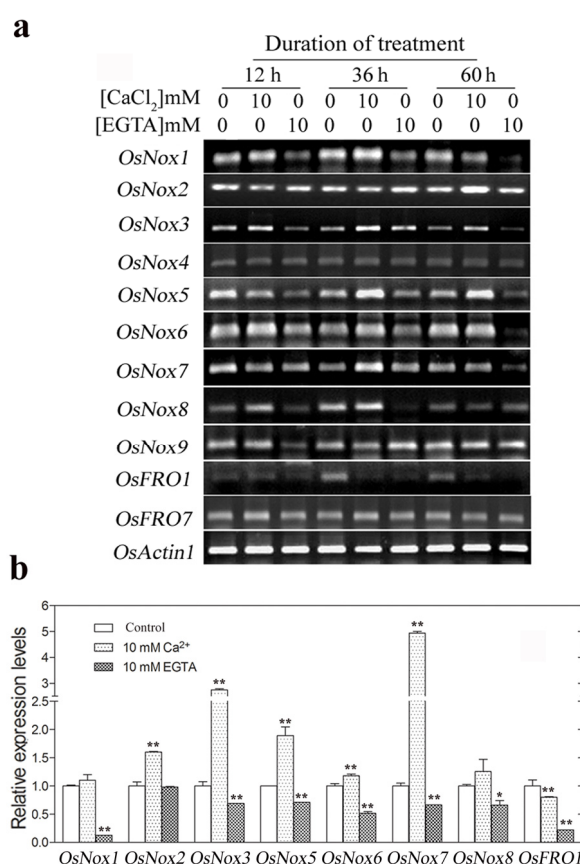 a
Duration of treatment
12 h 36 h 60 h
[CaCl2]mM 0 10 0 0 10 0 0 10 0
[EGTA]mM 0 0 10 0 0 10 0 0 10
OsNox1
OsNox2
OsNox3
OsNox4
OsNox5
OsNox6
OsNox7
OsNox8
OsNox9
OsFRO1
OsFRO7
OsActin1
b
Relative expression levels
6
5
4
3
2.5
2.0
1.5
1.0
0.5
0.0
Control
10 mM Ca2+
10 mM EGTA
** ** ** ** ** ** ** ** ** ** ** * ** **
OsNox1 OsNox2 OsNox3 OsNox5 OsNox6 OsNox7 OsNox8 OsFRO1